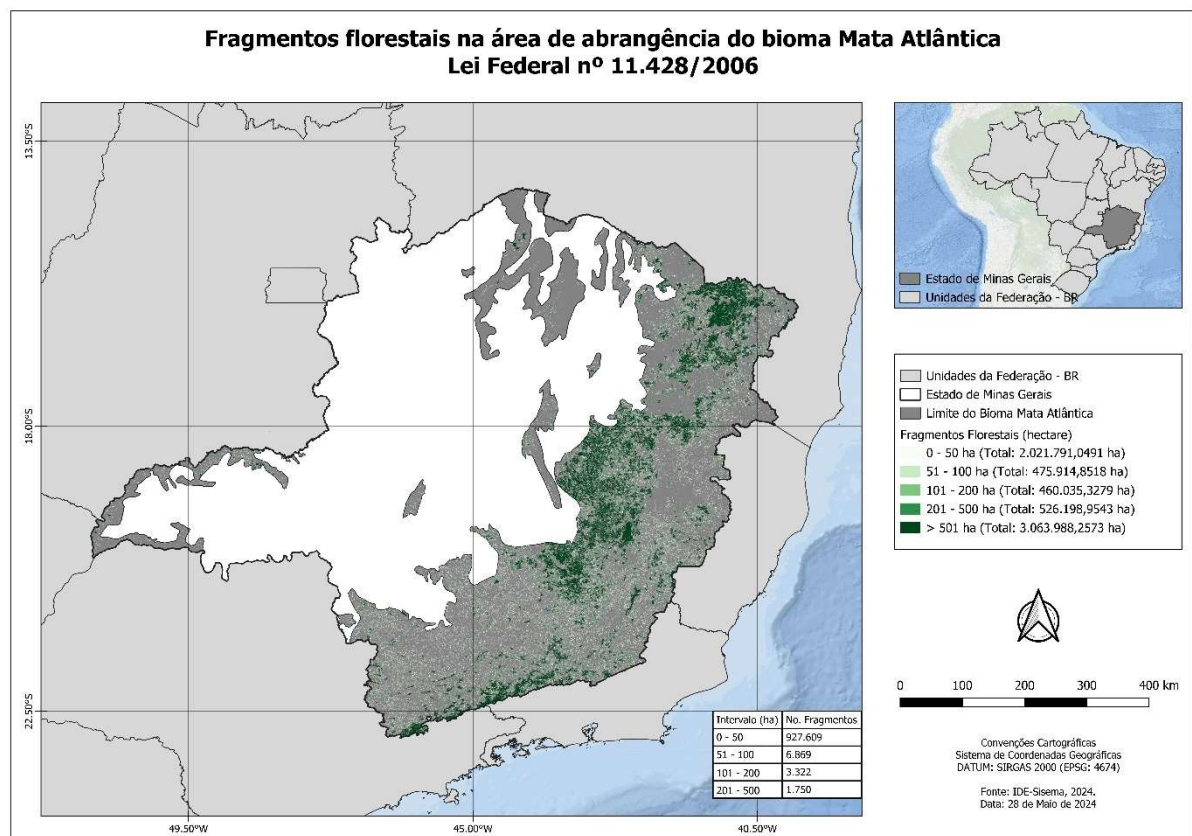 Fragmentos florestais na área de abrangência do bioma Mata Atlântica
Lei Federal nº 11.428/2006
13.50°S
18.00°S
22.50°S
49.50°W
45.00°W
40.50°W
Intervalo (ha) No. Fragmentos
0 - 50 927.609
51 - 100 6.869
101 - 200 3.322
201 - 500 1.750
Estado de Minas Gerais
Unidades da Federação - BR
Unidades da Federação - BR
Estado de Minas Gerais
Limite do Bioma Mata Atlântica
Fragmentos Florestais (hectare)
0 - 50 ha (Total: 2.021.791,0491 ha)
51 - 100 ha (Total: 475.914,8518 ha)
101 - 200 ha (Total: 460.035,3279 ha)
201 - 500 ha (Total: 526.198,9543 ha)
> 501 ha (Total: 3.063.988,2573 ha)
0 100 200 300 400 km
Convenções Cartográficas
Sistema de Coordenadas Geográficas
DATUM: SIRGAS 2000 (EPSG: 4674)
Fonte: IDE-Sisema, 2024.
Data: 28 de Maio de 2024